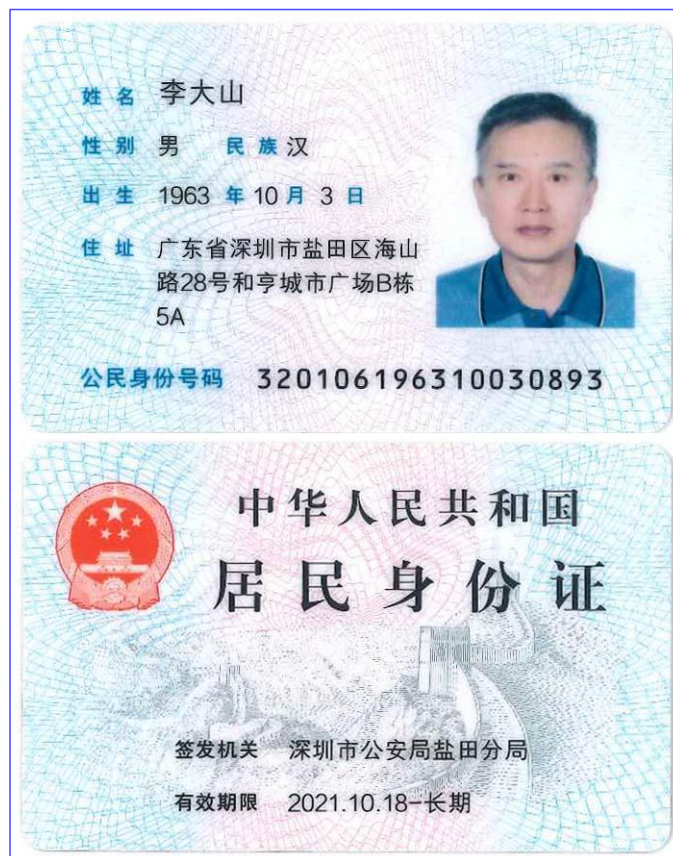 姓名 李大山
性别 男 民族 汉
出生 1963 年 10 月 3 日
住址 广东省深圳市盐田区海山
路28号和亨城市广场B栋
5A
公民身份号码 320106196310030893
中华人民共和国
居民身份证
签发机关 深圳市公安局盐田分局
有效期限 2021.10.18-长期